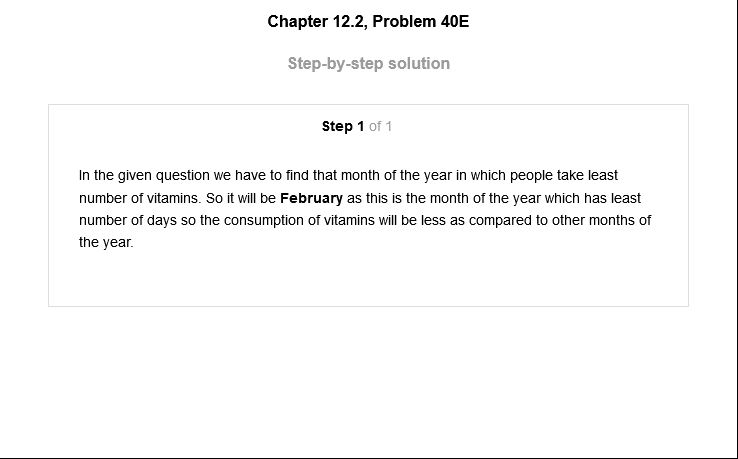 Chapter 12.2, Problem 40E
Step-by-step solution
Step 1 of 1
In the given question we have to find that month of the year in which people take least
number of vitamins. So it will be February as this is the month of the year which has least
number of days so the consumption of vitamins will be less as compared to other months of
the year.